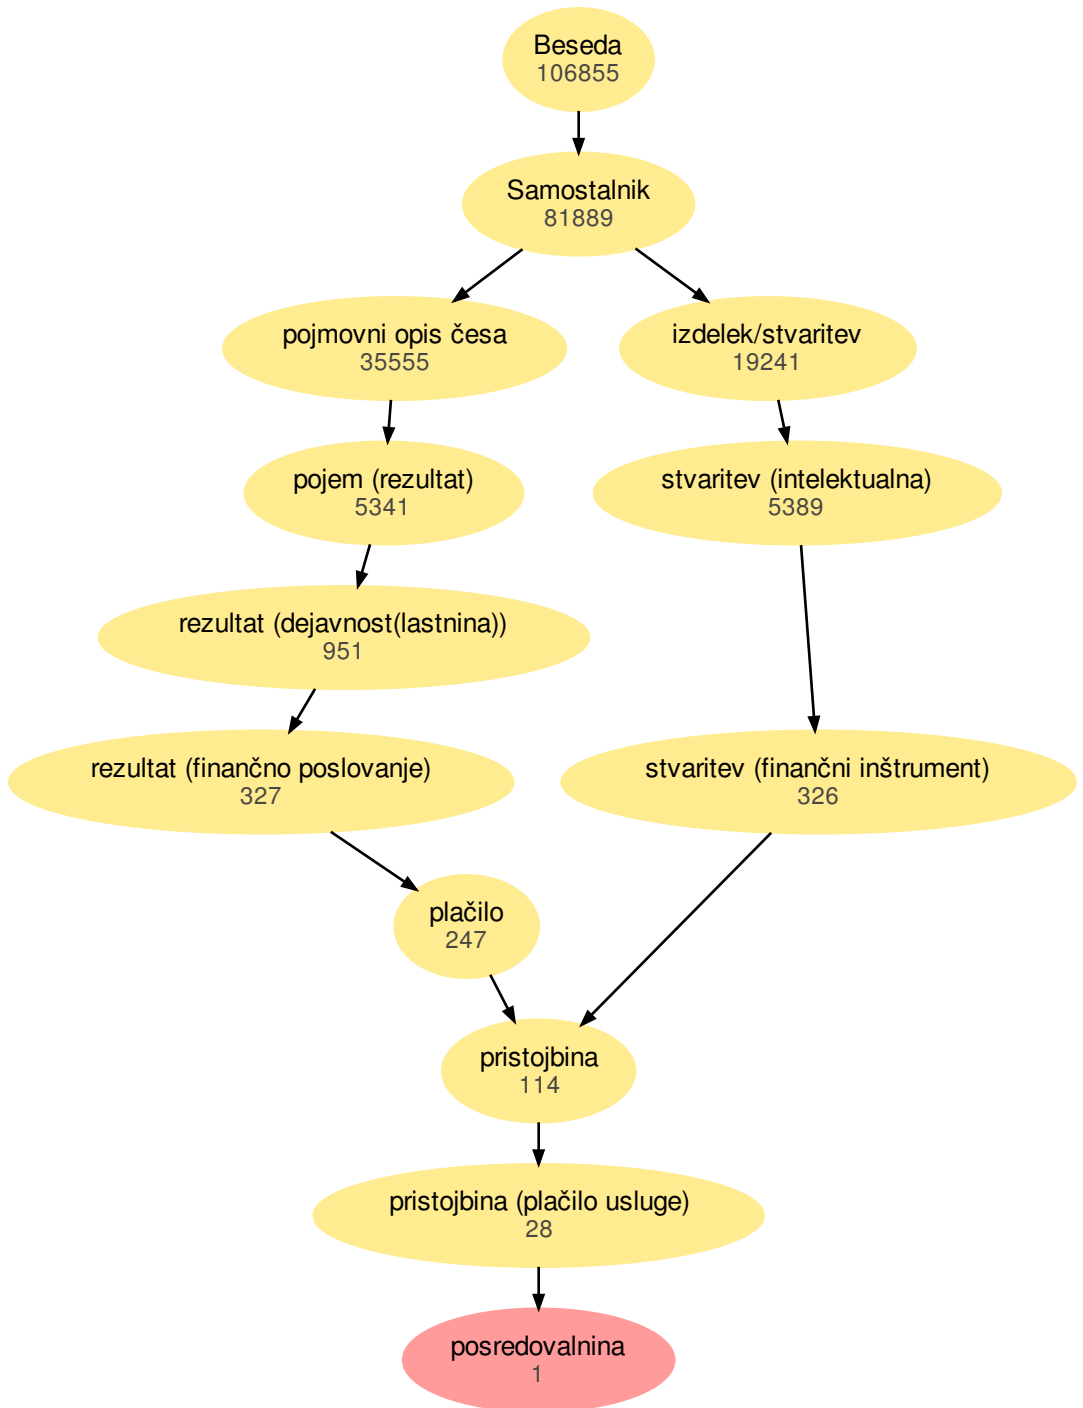 Beseda
106855
Samostalnik
81889
pojmovni opis česa
35555
izdelek/stvaritev
19241
pojem (rezultat)
5341
stvaritev (intelektualna)
5389
rezultat (dejavnost(lastnina))
951
rezultat (finančno poslovanje)
327
stvaritev (finančni inštrument)
326
plačilo
247
pristojbina
114
pristojbina (plačilo usluge)
28
posredovalnina
1